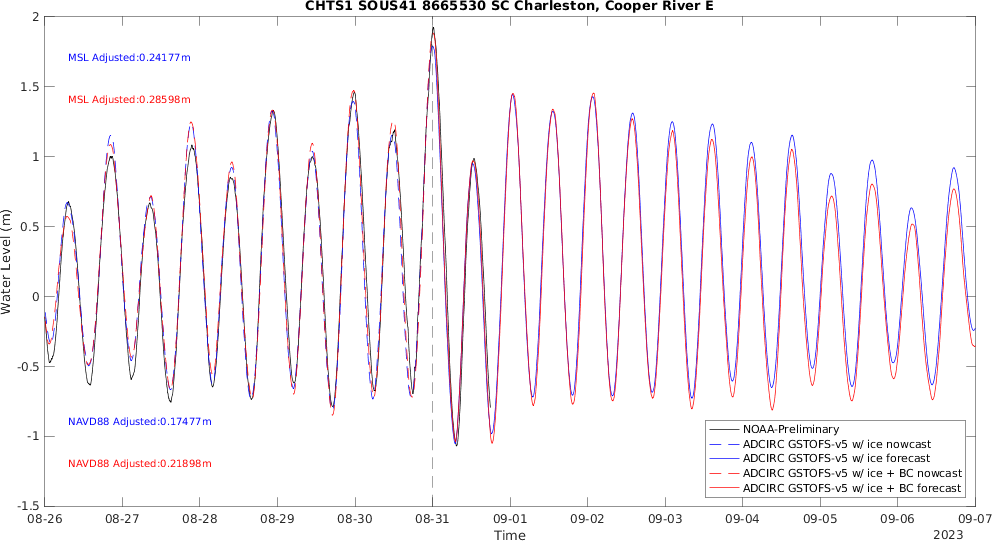 CHTS1 SOUS41 8665530 SC Charleston, Cooper River E
2
1.5
1
0.5
0
-0.5
-1
-1.5
Water Level (m)
MSL Adjusted:0.24177m
MSL Adjusted:0.28598m
NAVD88 Adjusted:0.17477m
NAVD88 Adjusted:0.21898m
NOAA-Preliminary
ADCIRC GSTOFS-v5 w/ ice nowcast
ADCIRC GSTOFS-v5 w/ ice forecast
ADCIRC GSTOFS-v5 w/ ice + BC nowcast
ADCIRC GSTOFS-v5 w/ ice + BC forecast
08-26 08-27 08-28 08-29 08-30 08-31 09-01 09-02 09-03 09-04 09-05 09-06 09-07
Time
2023